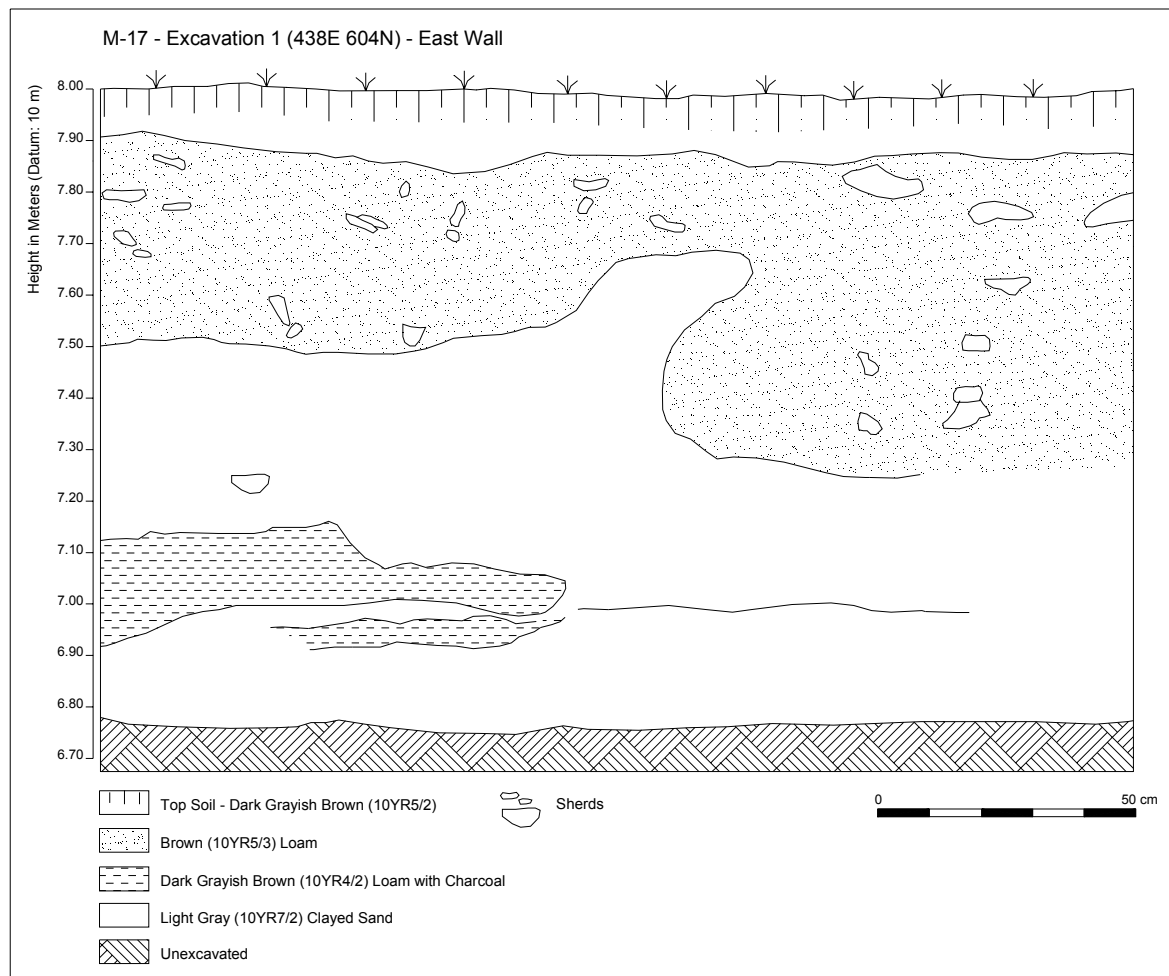 M-17 - Excavation 1 (438E 604N) - East Wall
Height in Meters (Datum: 10 m)
8.00
7.90
7.80
7.70
7.60
7.50
7.40
7.30
7.20
7.10
7.00
6.90
6.80
6.70
Top Soil - Dark Grayish Brown (10YR5/2)
Brown (10YR5/3) Loam
Dark Grayish Brown (10YR4/2) Loam with Charcoal
Light Gray (10YR7/2) Clayed Sand
Unexcavated
Sherds
0 50 cm